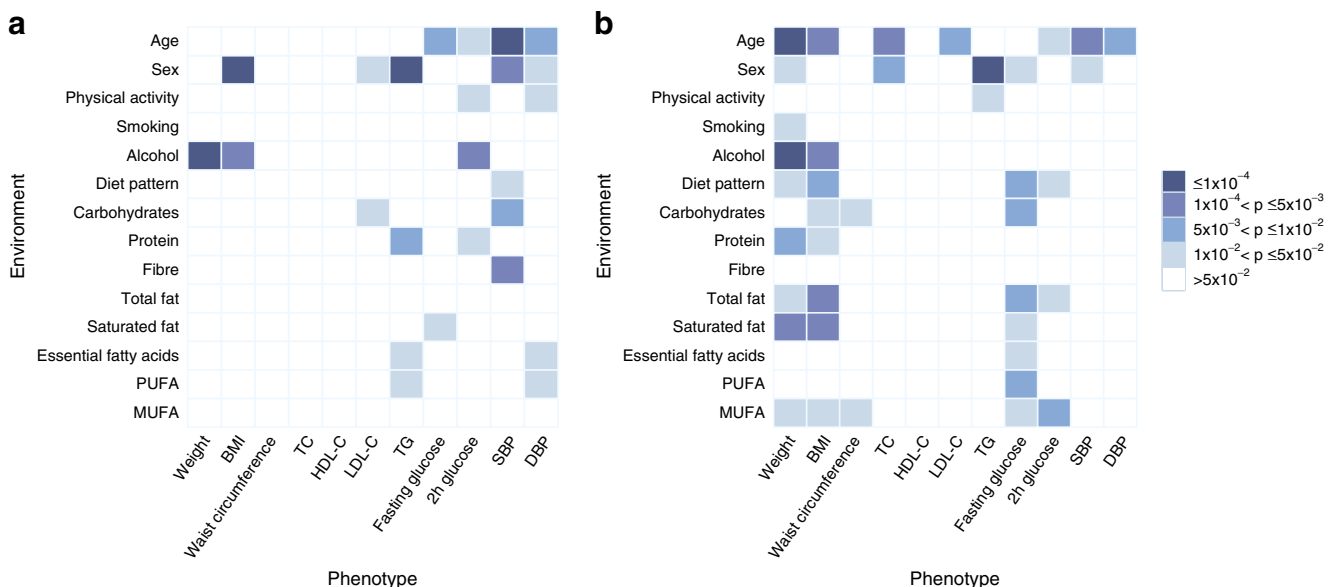 a
Environment
Age
Sex
Physical activity
Smoking
Alcohol
Diet pattern
Carbohydrates
Protein
Fibre
Total fat
Saturated fat
Essential fatty acids
PUFA
MUFA
Weight
BMI
Waist circumference
TC
HDL-C
LDL-C
TG
Fasting glucose
2h glucose
SBP
DBP
Phenotype
b
Environment
Age
Sex
Physical activity
Smoking
Alcohol
Diet pattern
Carbohydrates
Protein
Fibre
Total fat
Saturated fat
Essential fatty acids
PUFA
MUFA
Weight
BMI
Waist circumference
TC
HDL-C
LDL-C
TG
Fasting glucose
2h glucose
SBP
DBP
Phenotype
≤1x10⁻⁴
1x10⁻⁴< p ≤5x10⁻³
5x10⁻³< p ≤1x10⁻²
1x10⁻²< p ≤5x10⁻²
>5x10⁻²